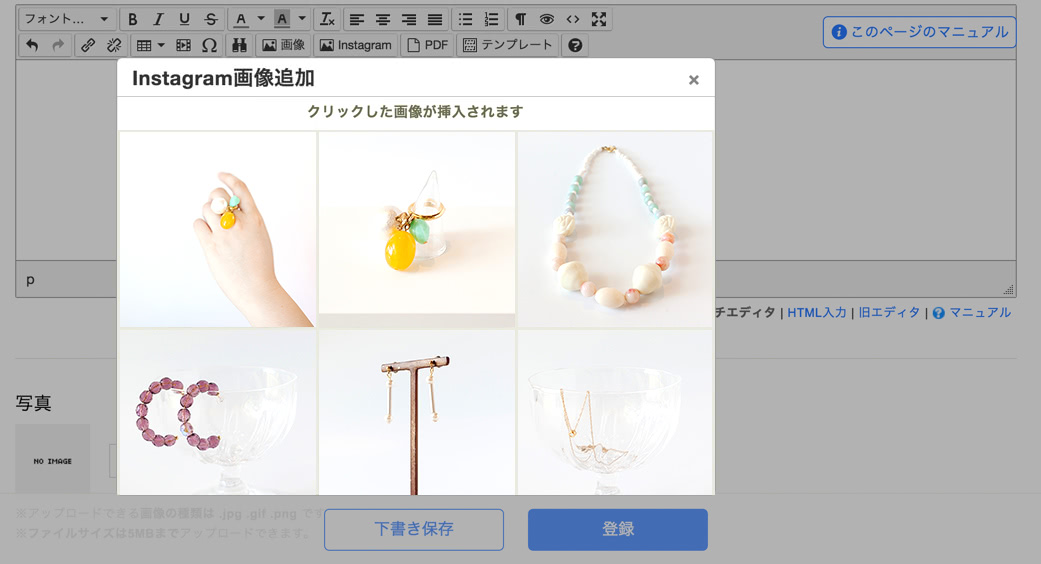 フォント...
B I U S A A Tx
このページのマニュアル
画像 Instagram PDF テンプレート
Instagram画像追加
×
クリックした画像が挿入されます
p
チエディタ | HTML入力 | 旧エディタ | マニュアル
写真
NO IMAGE
※アップロードできる画像の種類は .jpg .gif .png です
※ファイルサイズは5MBまでアップロードできます。
下書き保存
登録